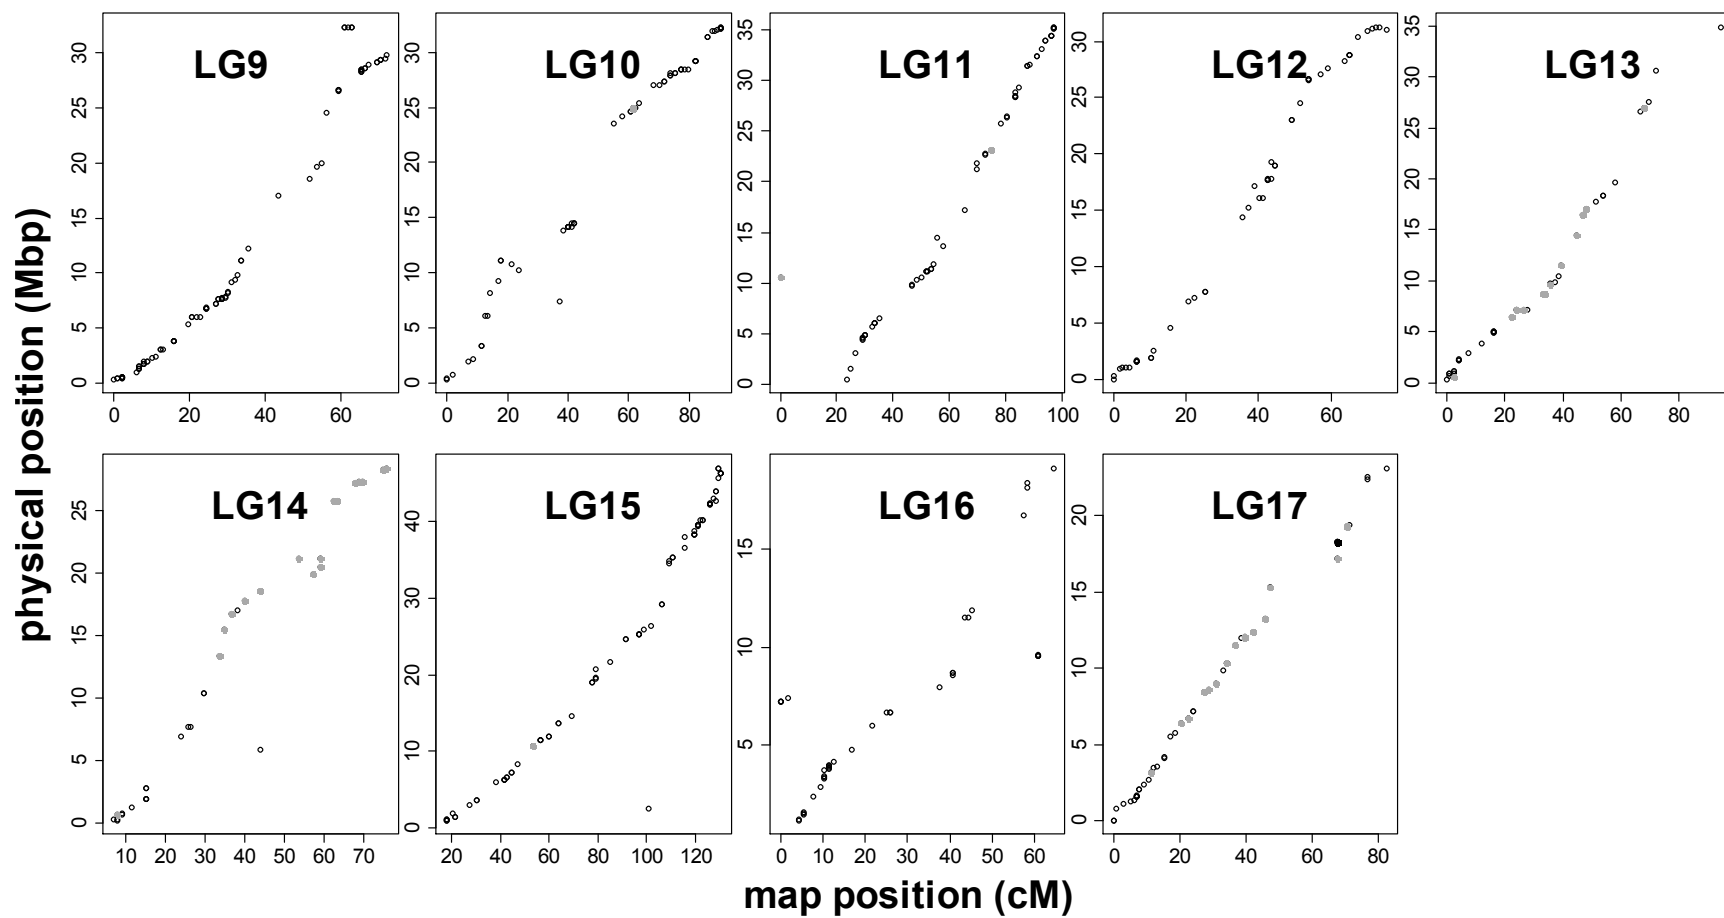 LG9 LG10 LG11 LG12 LG13
0 5 10 15 20 25 30
0 20 40 60
0 5 10 15 20 25 30
0 20 40 60 80
0 5 10 15 20 25 30 35
0 20 40 60 80 100
0 5 10 15 20 25 30
0 20 40 60
0 5 10 15 20 25 30 35
0 20 40 60 80
physical position (Mbp)
LG14 LG15 LG16 LG17
0 5 10 15 20 25
10 20 30 40 50 60 70
0 10 20 30 40
20 40 60 80 100 120
5 10 15
0 10 20 30 40 50 60
0 5 10 15 20
0 20 40 60 80
map position (cM)